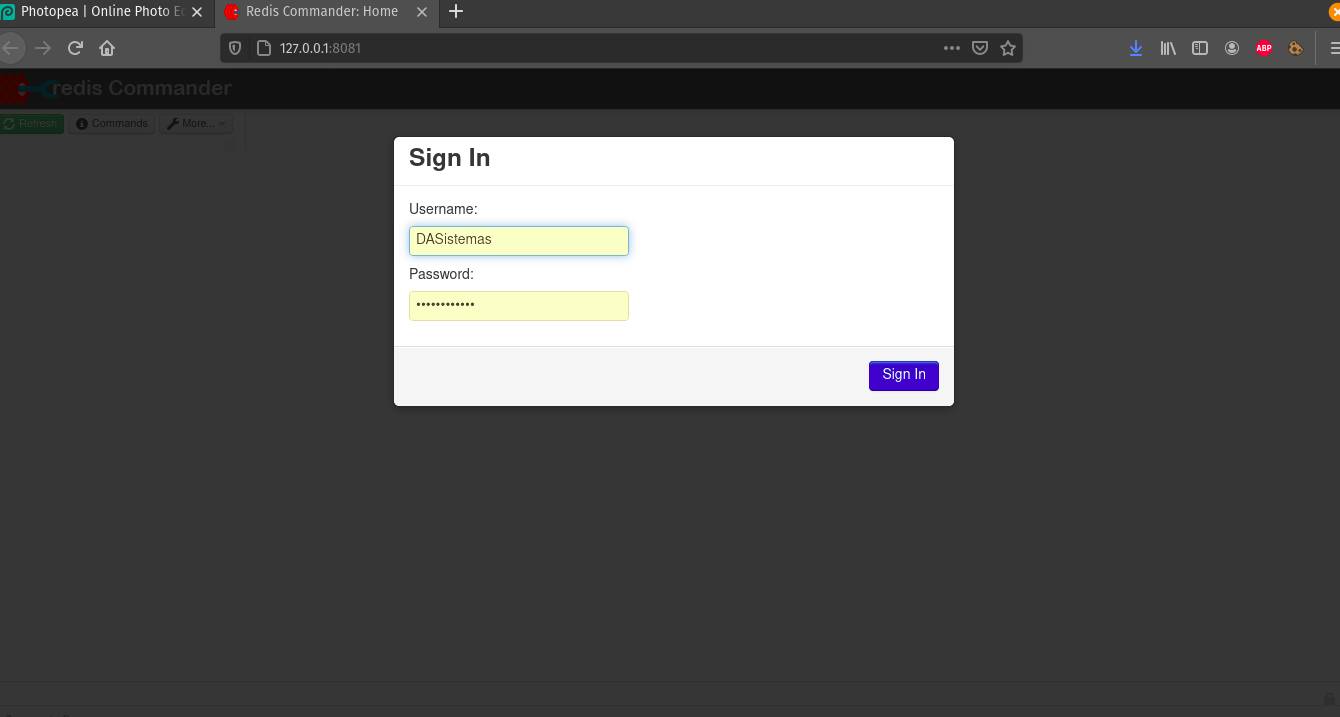 Photopea | Online Photo E
Redis Commander: Home
127.0.0.1:8081
ABP
redis Commander
Refresh
Commands
More...
Sign In
Username:
DASistemas
Password:
••••••••••••
Sign In